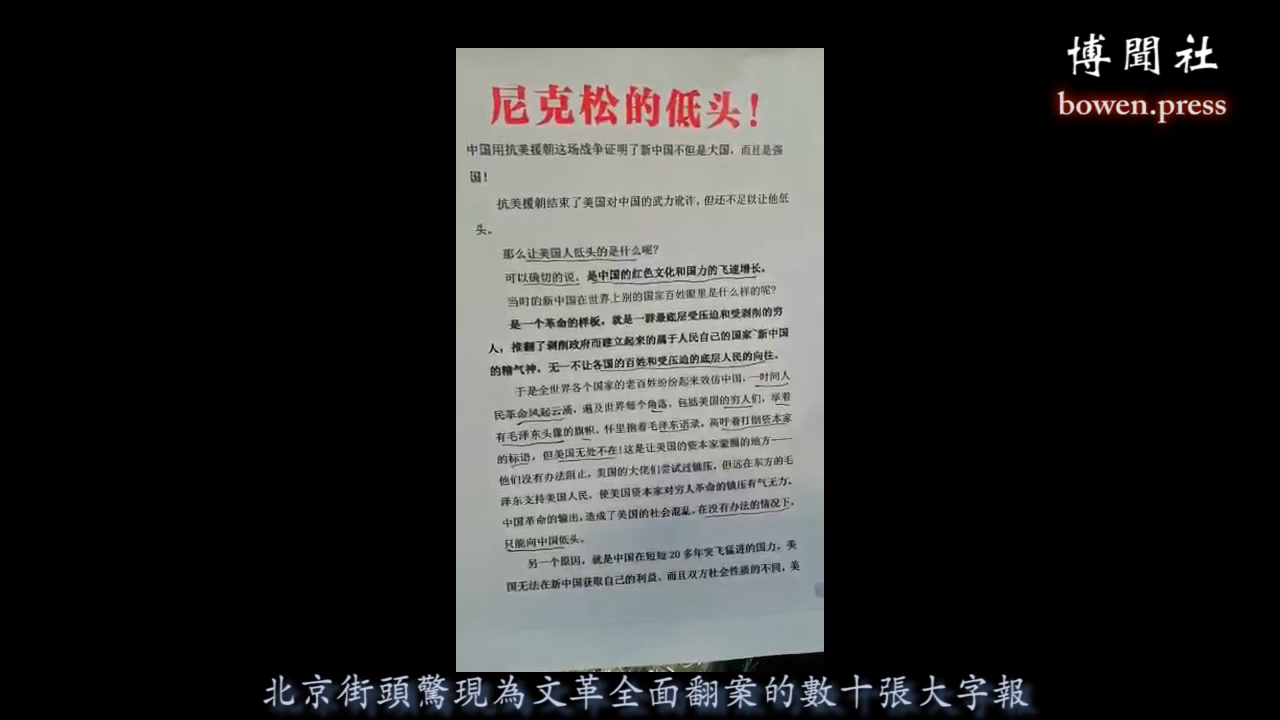 博聞社
bowen.press
尼克松的低头！
中国用抗美援朝这场战争证明了新中国不但是大国，而且是强
国！
抗美援朝结束了美国对中国的武力讹诈，但还不足以让他低
头。
那么让美国人低头的是什么呢？
可以确切的说，是中国的红色文化和国力的飞速增长。
当时的新中国在世界上别的国家百姓眼里是什么样的呢？
是一个革命的样板，就是一群最底层受压迫和受剥削的穷
人，推翻了剥削政府而建立起来的属于人民自己的国家~新中国
的精气神，无一不让各国的百姓和受压迫的底层人民的向往。
于是全世界各个国家的老百姓纷纷起来效仿中国，一时间人
民革命风起云涌，遍及世界每个角落，包括美国的穷人们，举着
有毛泽东头像的旗帜，怀里抱着毛泽东语录，高呼着打倒资本家
的标语，但美国无处不在！这是让美国的资本家蒙圈的地方——
他们没有办法阻止，美国的大佬们尝试过镇压，但远在东方的毛
泽东支持美国人民，使美国资本家对穷人革命的镇压有气无力。
中国革命的输出，造成了美国的社会混乱，在没有办法的情况下，
只能向中国低头。
另一个原因，就是中国在短短 20 多年突飞猛进的国力，美
国无法在新中国获取自己的利益。而且双方社会性质的不同，美
北京街頭驚現為文革全面翻案的數十張大字報